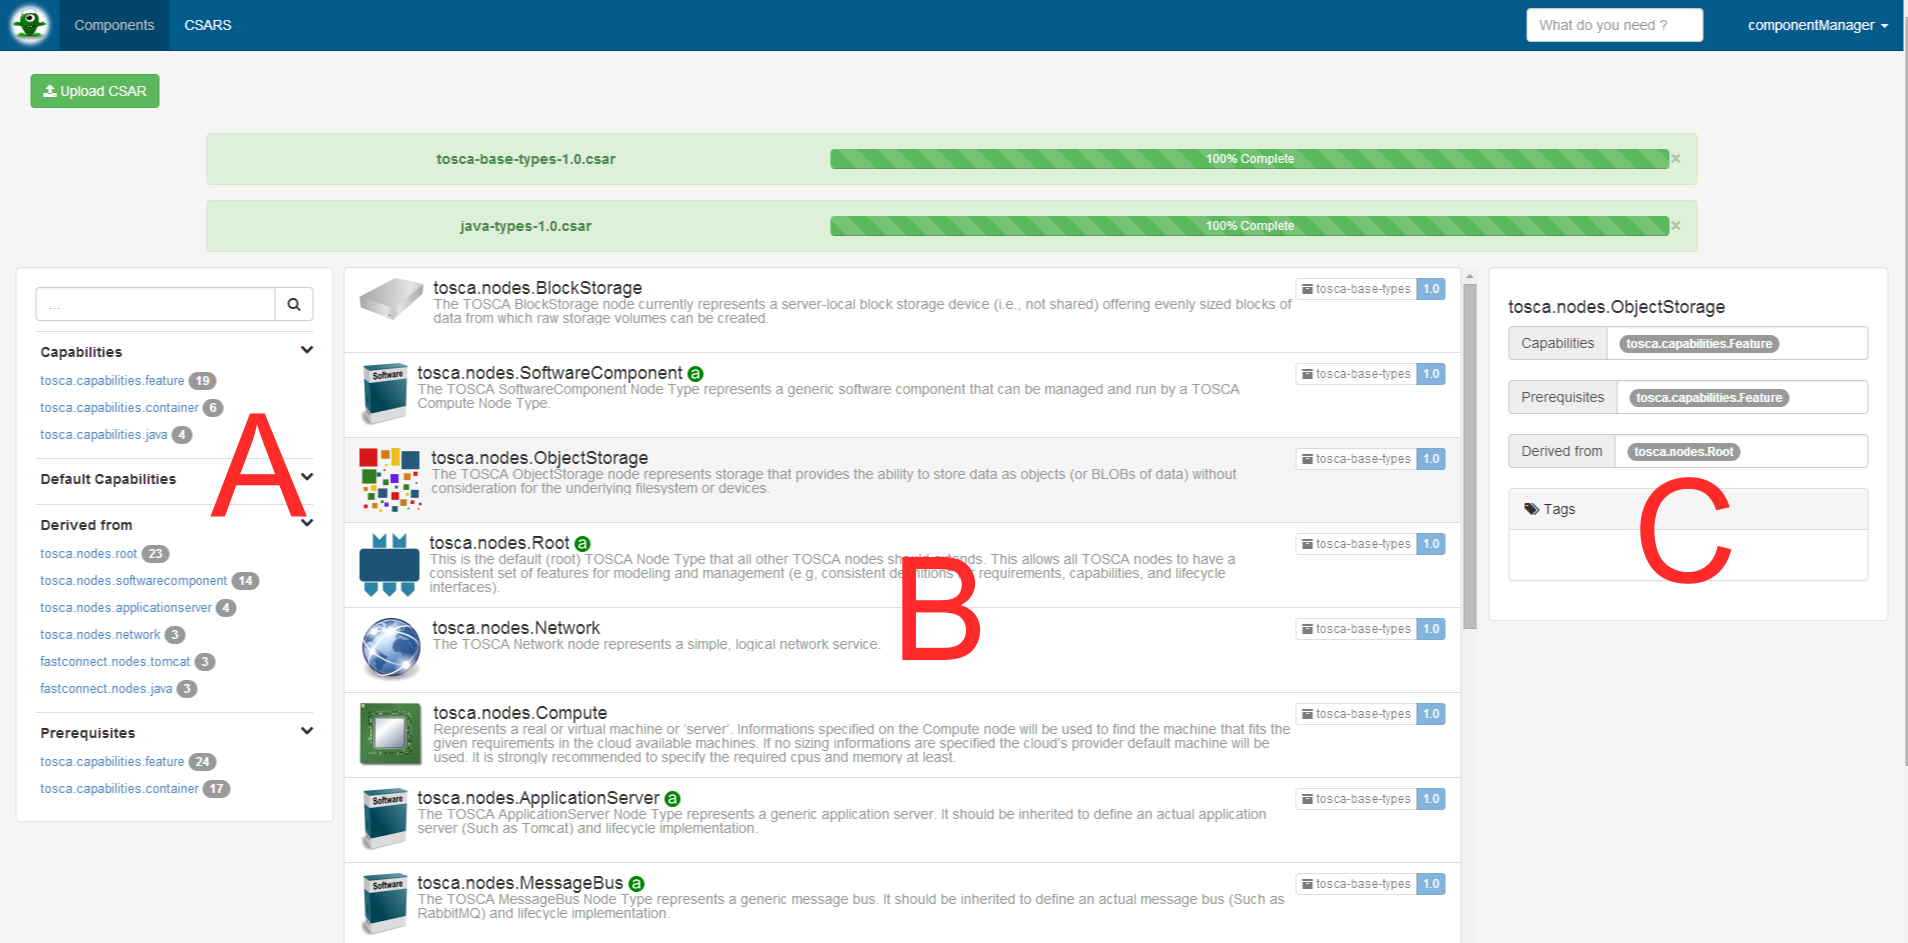 Components CSARS What do you need ? componentManager
Upload CSAR
tosca-base-types-1.0.csar 100% Complete ×
java-types-1.0.csar 100% Complete ×
...
Capabilities
tosca.capabilities.feature 19
tosca.capabilities.container 6
tosca.capabilities.java 4
Default Capabilities
Derived from
tosca.nodes.root 23
tosca.nodes.softwarecomponent 14
tosca.nodes.applicationserver 4
tosca.nodes.network 3
fastconnect.nodes.tomcat 3
fastconnect.nodes.java 3
Prerequisites
tosca.capabilities.feature 24
tosca.capabilities.container 17
A
tosca.nodes.BlockStorage tosca-base-types 1.0
The TOSCA BlockStorage node currently represents a server-local block storage device (i.e., not shared) offering evenly sized blocks of
data from which raw storage volumes can be created.
Software
tosca.nodes.SoftwareComponent a tosca-base-types 1.0
The TOSCA SoftwareComponent Node Type represents a generic software component that can be managed and run by a TOSCA
Compute Node Type.
tosca.nodes.ObjectStorage tosca-base-types 1.0
The TOSCA ObjectStorage node represents storage that provides the ability to store data as objects (or BLOBs of data) without
consideration for the underlying filesystem or devices.
tosca.nodes.Root a tosca-base-types 1.0
This is the default (root) TOSCA Node Type that all other TOSCA nodes should extends. This allows all TOSCA nodes to have a
consistent set of features for modeling and management (e.g, consistent definitions for requirements, capabilities, and lifecycle
interfaces).
B
tosca.nodes.Network tosca-base-types 1.0
The TOSCA Network node represents a simple, logical network service.
tosca.nodes.Compute tosca-base-types 1.0
Represents a real or virtual machine or ‘server’. Informations specified on the Compute node will be used to find the machine that fits the
given requirements in the cloud available machines. If no sizing informations are specified the cloud’s provider default machine will be
used. It is strongly recommended to specify the required cpus and memory at least.
Software
tosca.nodes.ApplicationServer a tosca-base-types 1.0
The TOSCA ApplicationServer Node Type represents a generic application server. It should be inherited to define an actual application
server (Such as Tomcat) and lifecycle implementation.
Software
tosca.nodes.MessageBus a tosca-base-types 1.0
The TOSCA MessageBus Node Type represents a generic message bus. It should be inherited to define an actual message bus (Such as
RabbitMQ) and lifecycle implementation.
tosca.nodes.ObjectStorage
Capabilities tosca.capabilities.Feature
Prerequisites tosca.capabilities.Feature
Derived from tosca.nodes.Root
Tags
C